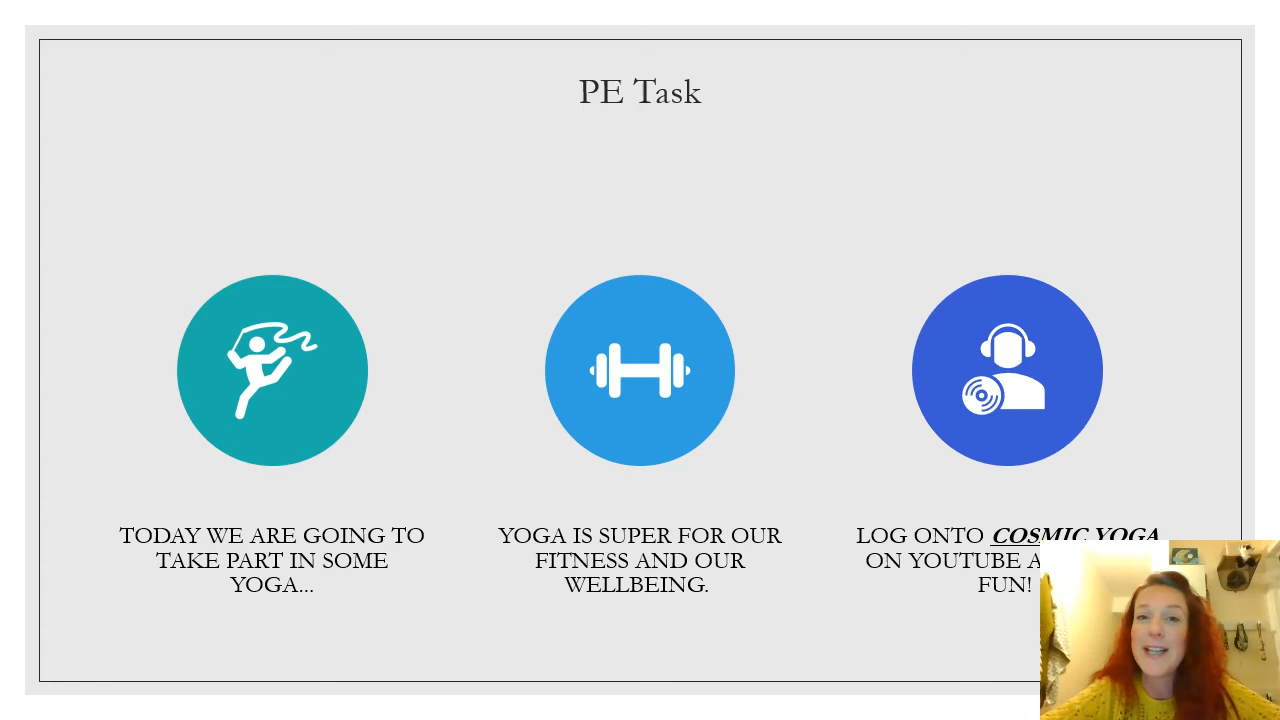 PE Task
TODAY WE ARE GOING TO
TAKE PART IN SOME
YOGA...
YOGA IS SUPER FOR OUR
FITNESS AND OUR
WELLBEING.
LOG ONTO COSMIC YOGA
ON YOUTUBE
FUN!